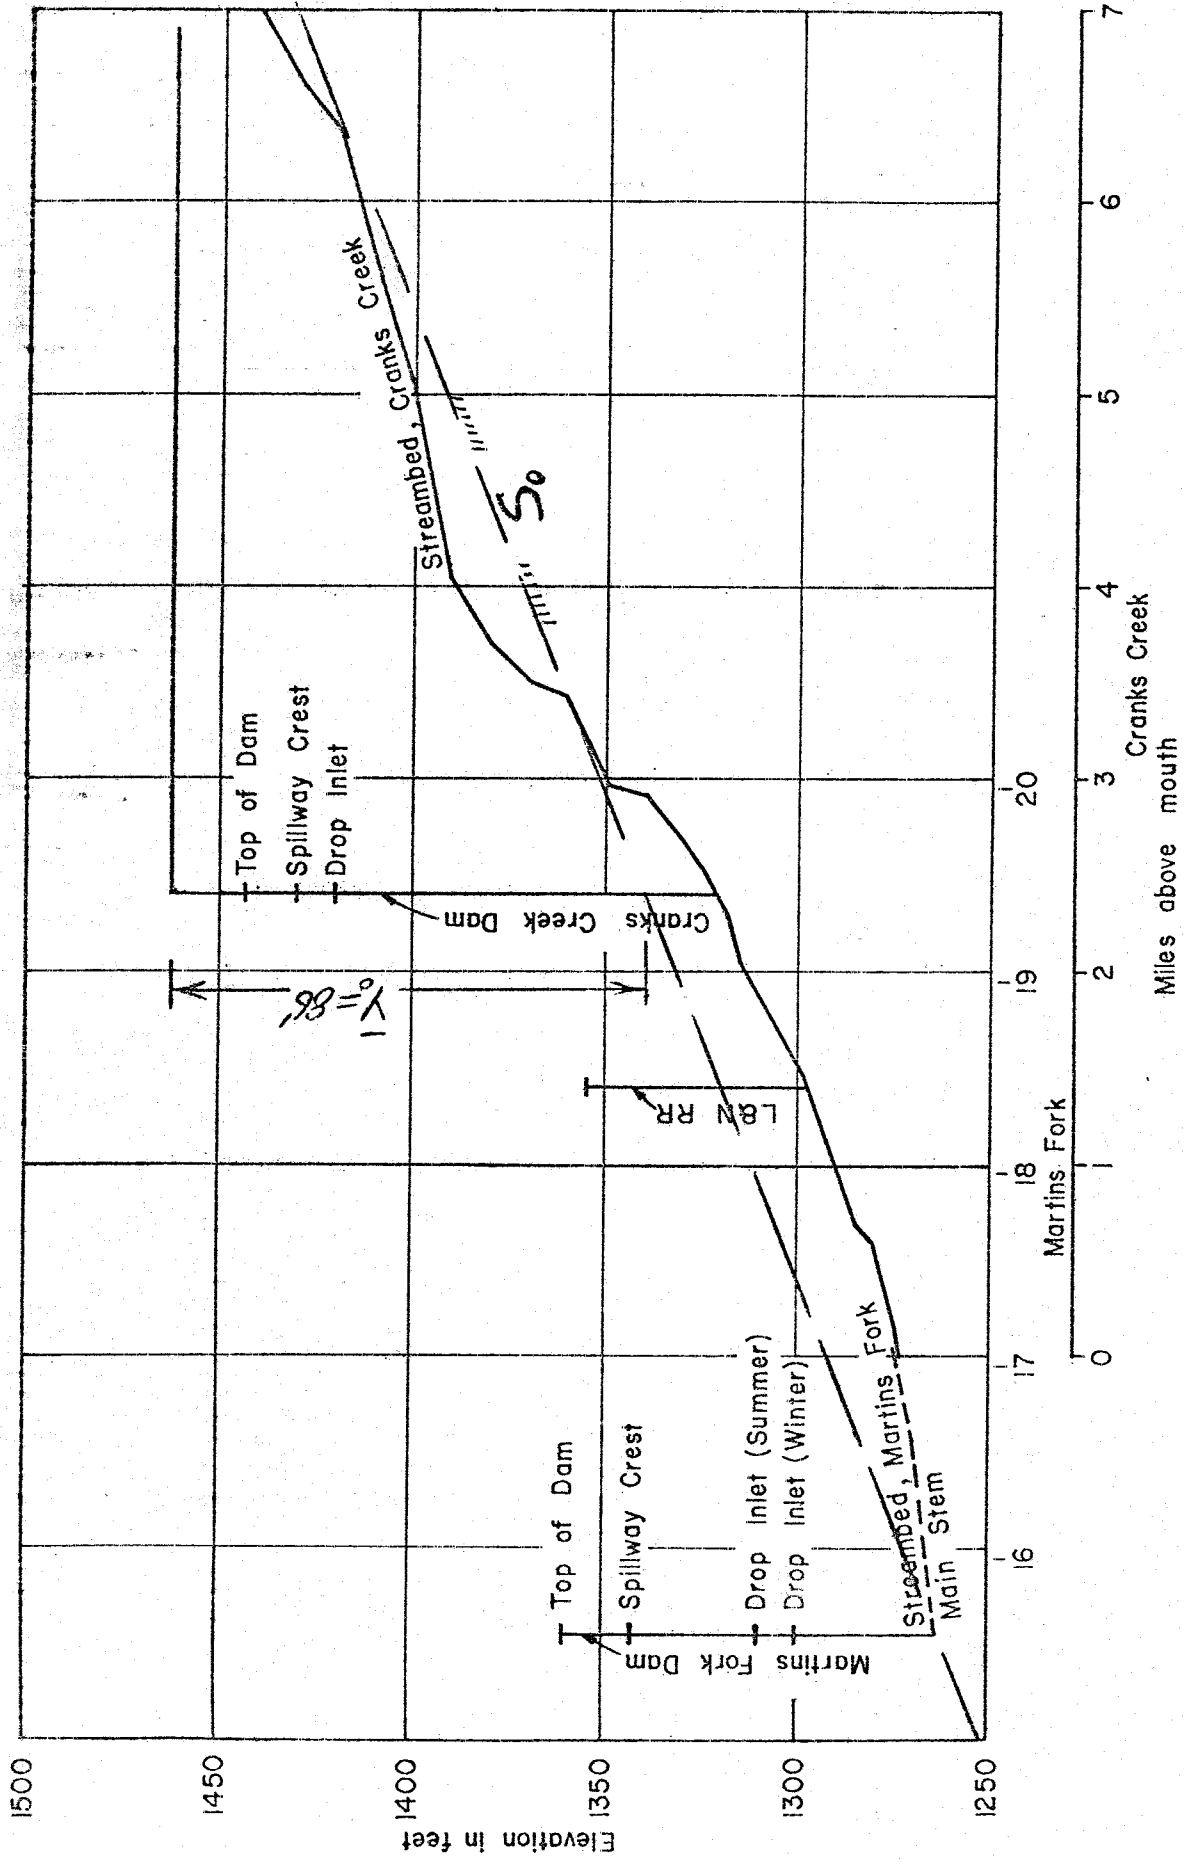 1500
1450
1400
1350
1300
1250
Elevation in feet
Top of Dam
Spillway Crest
Drop Inlet
Cranks Creek Dam
Y̅₀=86'
Streambed, Cranks Creek
S₀
L&N RR
Top of Dam
Spillway Crest
Drop Inlet (Summer)
Drop Inlet (Winter)
Martins Fork Dam
Streambed, Martins Fork
Main Stem
16
17
18
19
20
Martins Fork
0
1
2
3
4
5
6
7
Cranks Creek
Miles above mouth